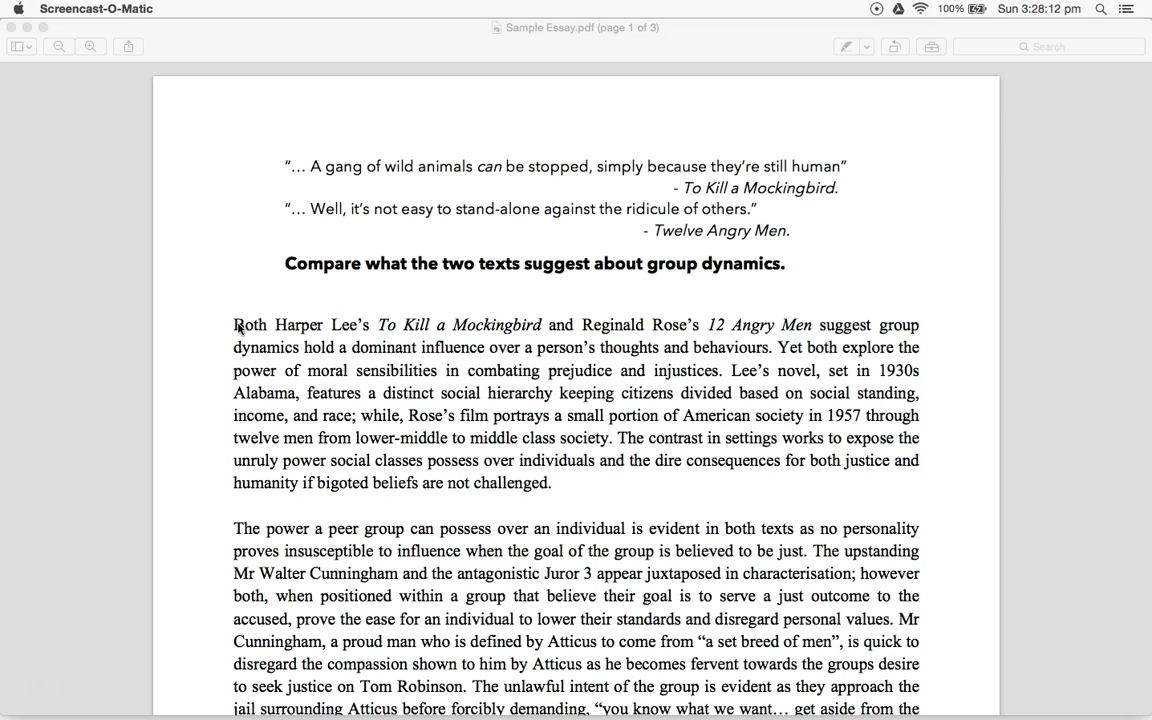 Screencast-O-Matic
100%
Sun 3:28:12 pm
Sample Essay.pdf (page 1 of 3)
Search
“… A gang of wild animals can be stopped, simply because they’re still human”
- To Kill a Mockingbird.
“… Well, it’s not easy to stand-alone against the ridicule of others.”
- Twelve Angry Men.
Compare what the two texts suggest about group dynamics.
Both Harper Lee’s To Kill a Mockingbird and Reginald Rose’s 12 Angry Men suggest group
dynamics hold a dominant influence over a person’s thoughts and behaviours. Yet both explore the
power of moral sensibilities in combating prejudice and injustices. Lee’s novel, set in 1930s
Alabama, features a distinct social hierarchy keeping citizens divided based on social standing,
income, and race; while, Rose’s film portrays a small portion of American society in 1957 through
twelve men from lower-middle to middle class society. The contrast in settings works to expose the
unruly power social classes possess over individuals and the dire consequences for both justice and
humanity if bigoted beliefs are not challenged.
The power a peer group can possess over an individual is evident in both texts as no personality
proves insusceptible to influence when the goal of the group is believed to be just. The upstanding
Mr Walter Cunningham and the antagonistic Juror 3 appear juxtaposed in characterisation; however
both, when positioned within a group that believe their goal is to serve a just outcome to the
accused, prove the ease for an individual to lower their standards and disregard personal values. Mr
Cunningham, a proud man who is defined by Atticus to come from “a set breed of men”, is quick to
disregard the compassion shown to him by Atticus as he becomes fervent towards the groups desire
to seek justice on Tom Robinson. The unlawful intent of the group is evident as they approach the
jail surrounding Atticus before forcibly demanding, “you know what we want… get aside from the